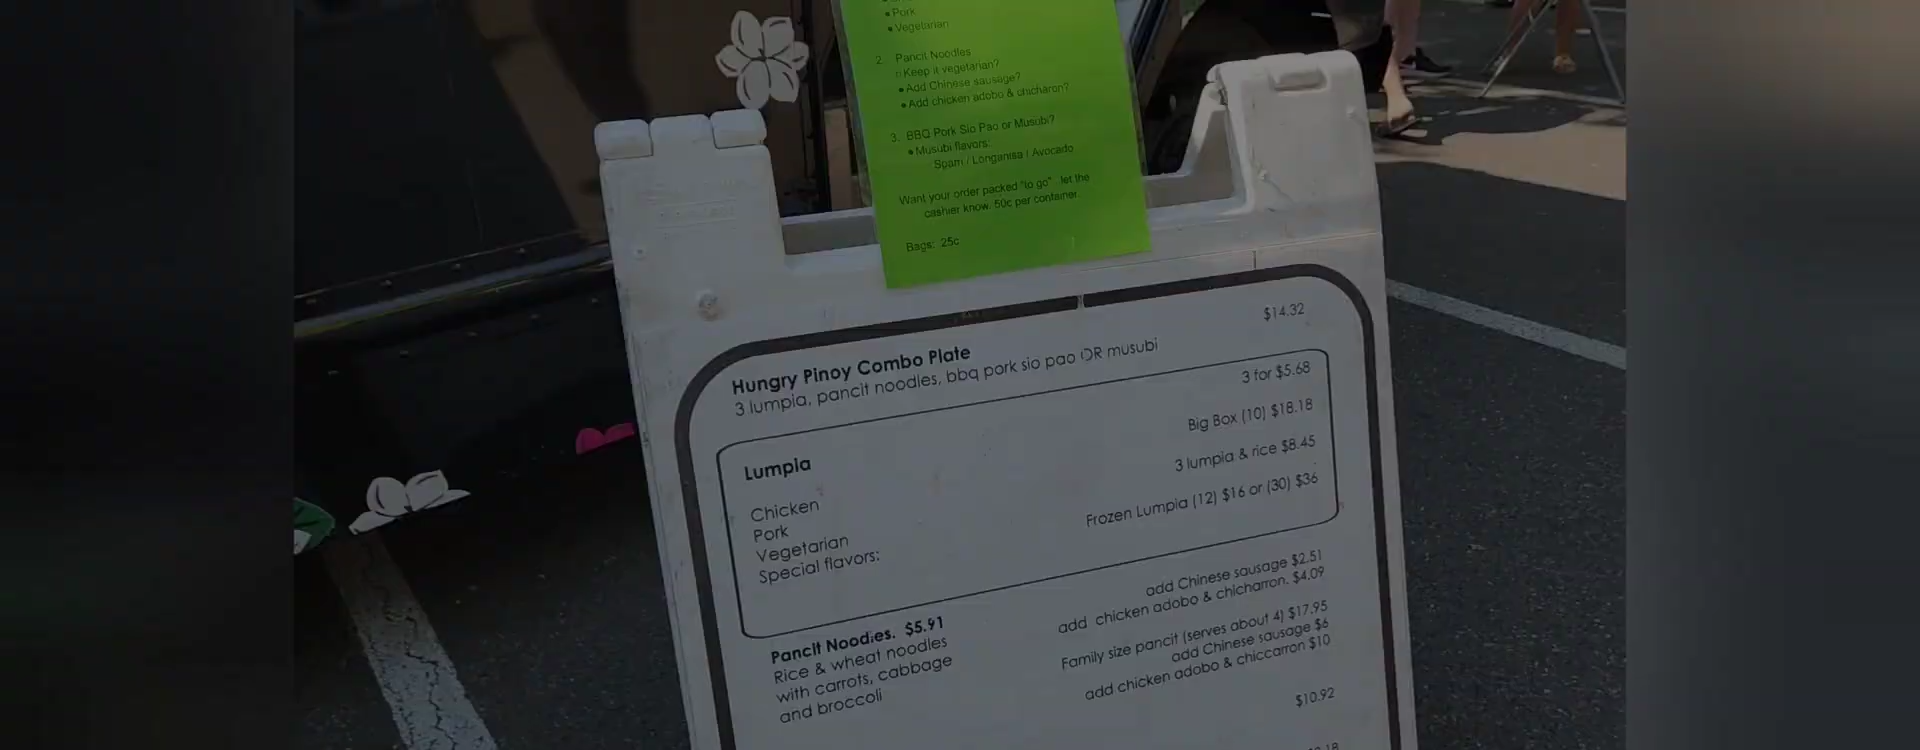 • Pork
• Vegetarian
2. Pancit Noodles
□ Keep it vegetarian?
• Add Chinese sausage?
• Add chicken adobo & chicharon?
3. BBQ Pork Sio Pao or Musubi?
• Musubi flavors:
Spam / Longanisa / Avocado
Want your order packed "to go" let the
cashier know. 50c per container.
Bags: 25c
Hungry Pinoy Combo Plate $14.32
3 lumpia, pancit noodles, bbq pork sio pao OR musubi
3 for $5.68
Big Box (10) $18.18
3 lumpia & rice $8.45
Frozen Lumpia (12) $16 or (30) $36
Lumpia
Chicken
Pork
Vegetarian
Special flavors:
Pancit Noodles. $5.91
Rice & wheat noodles
with carrots, cabbage
and broccoli
add Chinese sausage $2.51
add chicken adobo & chicharron. $4.09
Family size pancit (serves about 4) $17.95
add Chinese sausage $6
add chicken adobo & chiccarron $10
$10.92